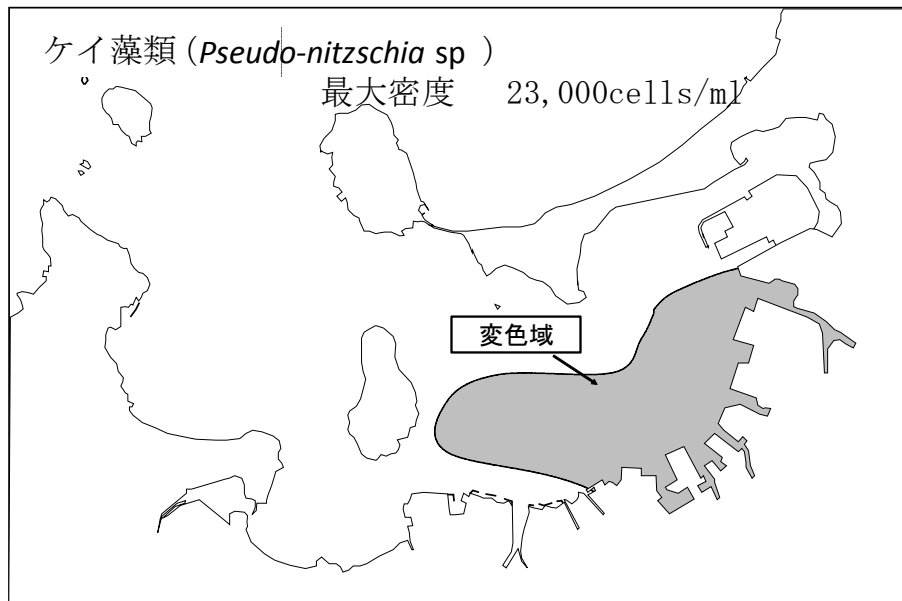 ケイ藻類(Pseudo-nitzschia sp )
最大密度 23,000cells/ml
変色域